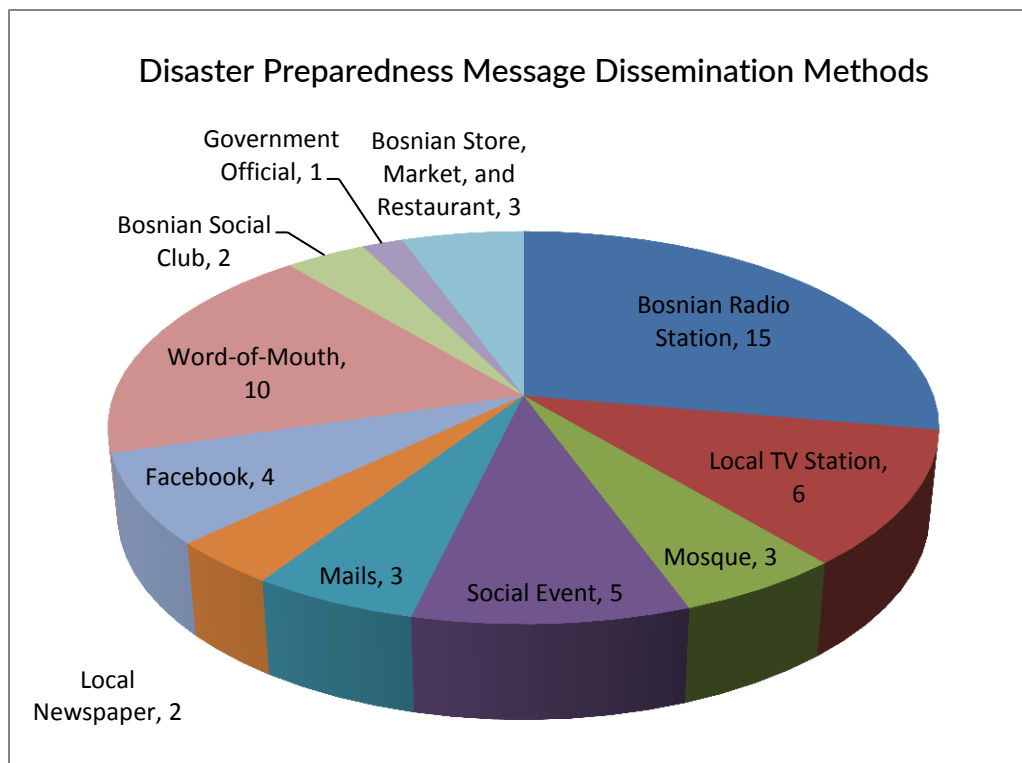 Disaster Preparedness Message Dissemination Methods
Government
Official, 1
Bosnian Store,
Market, and
Restaurant, 3
Bosnian Social
Club, 2
Bosnian Radio
Station, 15
Word-of-Mouth,
10
Local TV Station,
6
Facebook, 4
Mosque, 3
Mails, 3
Social Event, 5
Local
Newspaper, 2